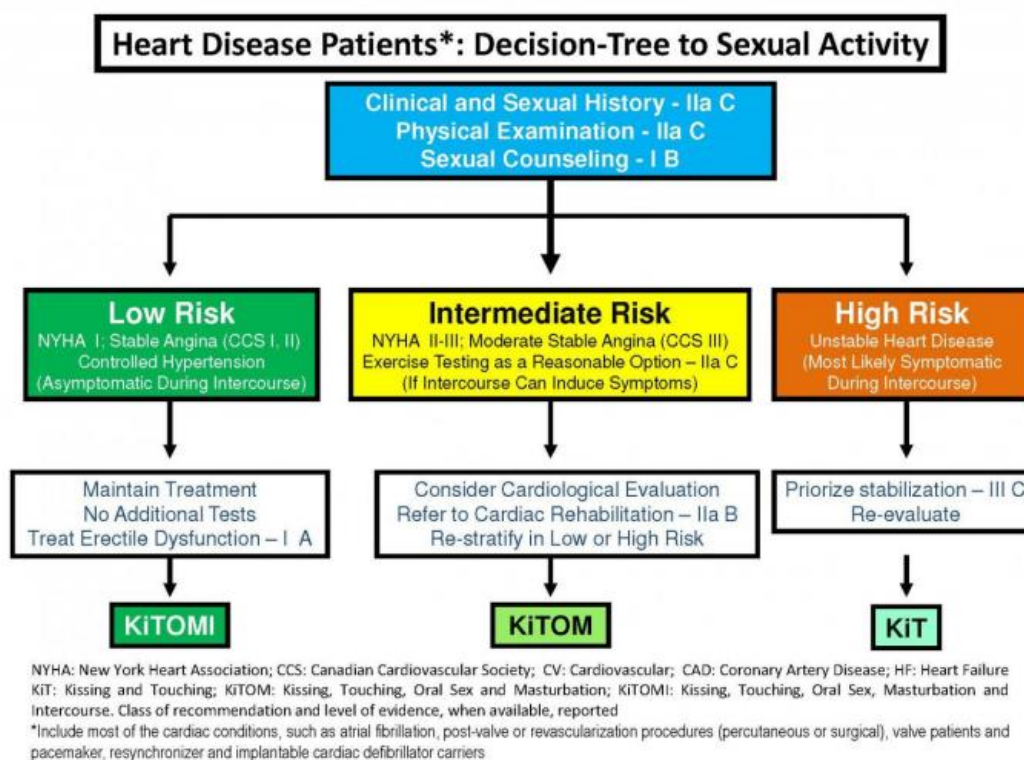 Heart Disease Patients*: Decision-Tree to Sexual Activity
Clinical and Sexual History - IIa C
Physical Examination - IIa C
Sexual Counseling - I B
Low Risk
NYHA I; Stable Angina (CCS I, II)
Controlled Hypertension
(Asymptomatic During Intercourse)
Intermediate Risk
NYHA II-III; Moderate Stable Angina (CCS III)
Exercise Testing as a Reasonable Option – IIa C
(If Intercourse Can Induce Symptoms)
High Risk
Unstable Heart Disease
(Most Likely Symptomatic
During Intercourse)
Maintain Treatment
No Additional Tests
Treat Erectile Dysfunction – I A
Consider Cardiological Evaluation
Refer to Cardiac Rehabilitation – IIa B
Re-stratify in Low or High Risk
Priorize stabilization – III C
Re-evaluate
KiTOMI
KiTOM
KiT
NYHA: New York Heart Association; CCS: Canadian Cardiovascular Society; CV: Cardiovascular; CAD: Coronary Artery Disease; HF: Heart Failure
KiT: Kissing and Touching; KiTOM: Kissing, Touching, Oral Sex and Masturbation; KiTOMI: Kissing, Touching, Oral Sex, Masturbation and
Intercourse. Class of recommendation and level of evidence, when available, reported
*Include most of the cardiac conditions, such as atrial fibrillation, post-valve or revascularization procedures (percutaneous or surgical), valve patients and
pacemaker, resynchronizer and implantable cardiac defibrillator carriers